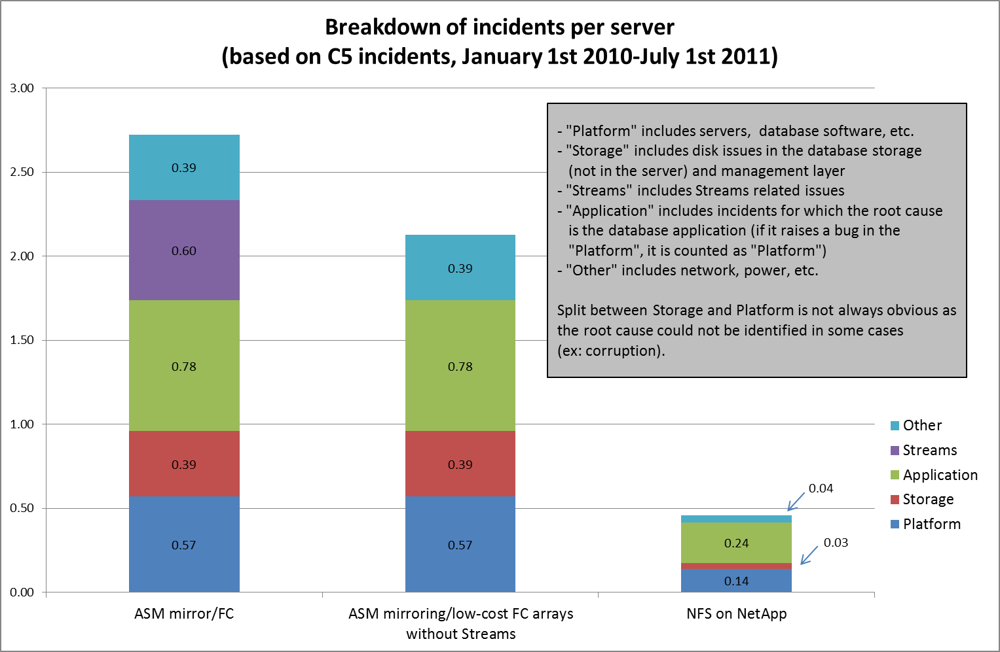 Breakdown of incidents per server
(based on C5 incidents, January 1st 2010-July 1st 2011)
3.00
2.50
2.00
1.50
1.00
0.50
0.00
0.39
0.60
0.78
0.39
0.57
0.39
0.78
0.39
0.57
0.04
0.24
0.03
0.14
- "Platform" includes servers,  database software, etc.
- "Storage" includes disk issues in the database storage
(not in the server) and management layer
- "Streams" includes Streams related issues
- "Application" includes incidents for which the root cause
is the database application (if it raises a bug in the
"Platform", it is counted as "Platform")
- "Other" includes network, power, etc.
Split between Storage and Platform is not always obvious as
the root cause could not be identified in some cases
(ex: corruption).
Other
Streams
Application
Storage
Platform
ASM mirror/FC
ASM mirroring/low-cost FC arrays
without Streams
NFS on NetApp